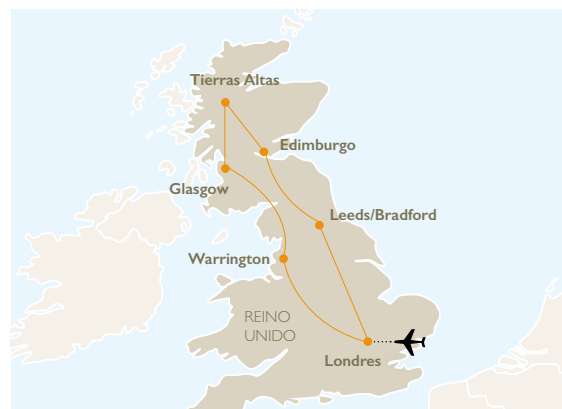 Tierras Altas
Edimburgo
Glasgow
Leeds/Bradford
Warrington
REINO
UNIDO
Londres